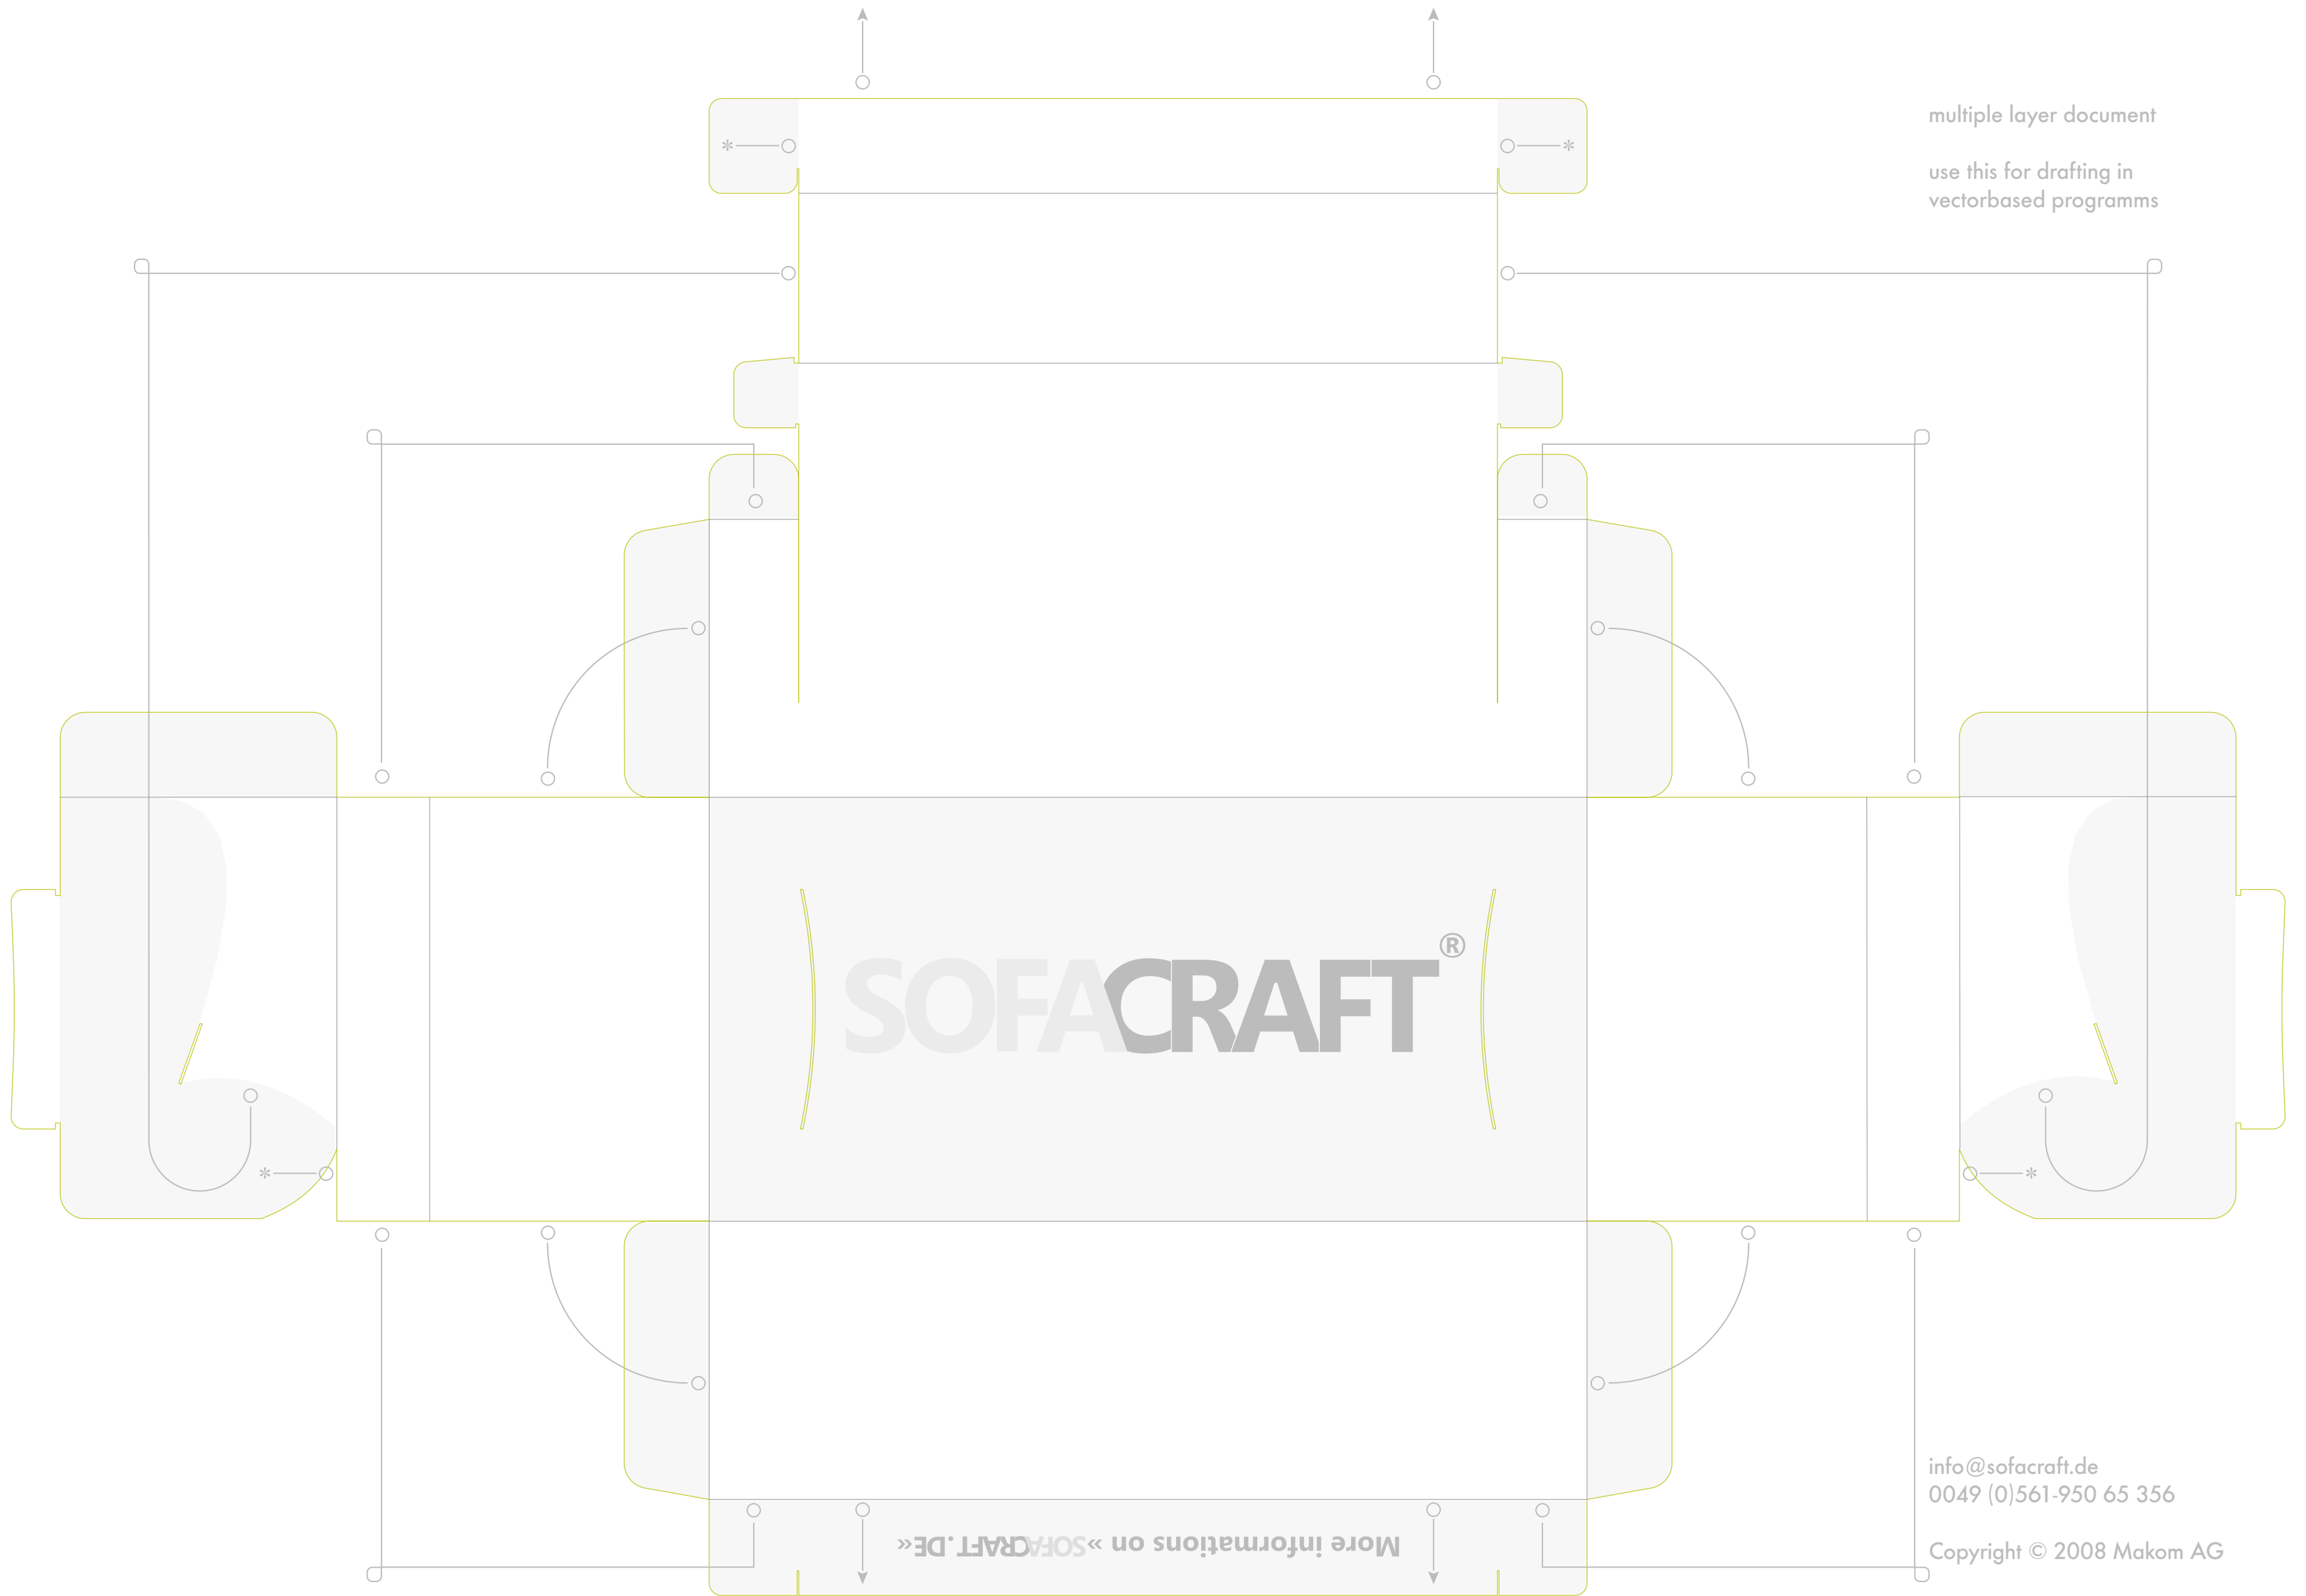 *
*
multiple layer document
use this for drafting in
vectorbased programms
SOFACRAFT®
*
*
info@sofacraft.de
0049 (0)561-950 65 356
More informations on »SOFACRAFT.DE«
Copyright © 2008 Makom AG